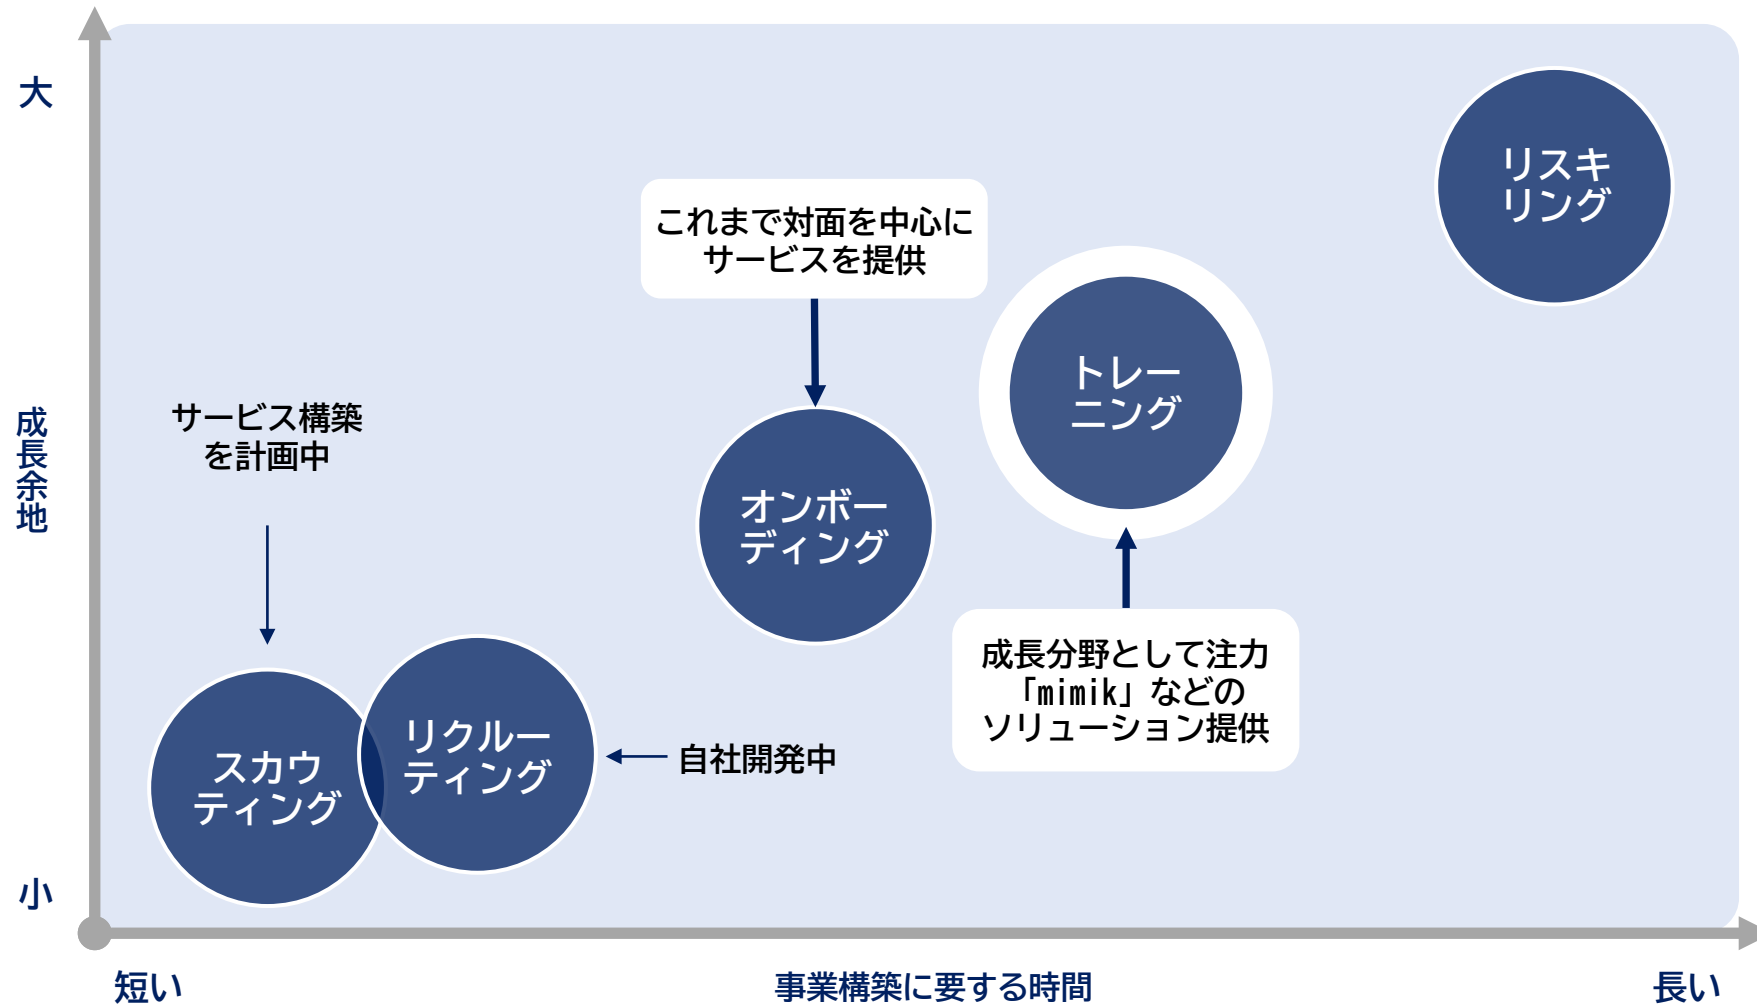 大
リスキ
リング
これまで対面を中心に
サービスを提供
トレー
ニング
サービス構築
を計画中
成長余地
オンボー
ディング
成長分野として注力
「mimik」などの
ソリューション提供
リクルー
ティング
自社開発中
スカウ
ティング
小
短い
事業構築に要する時間
長い